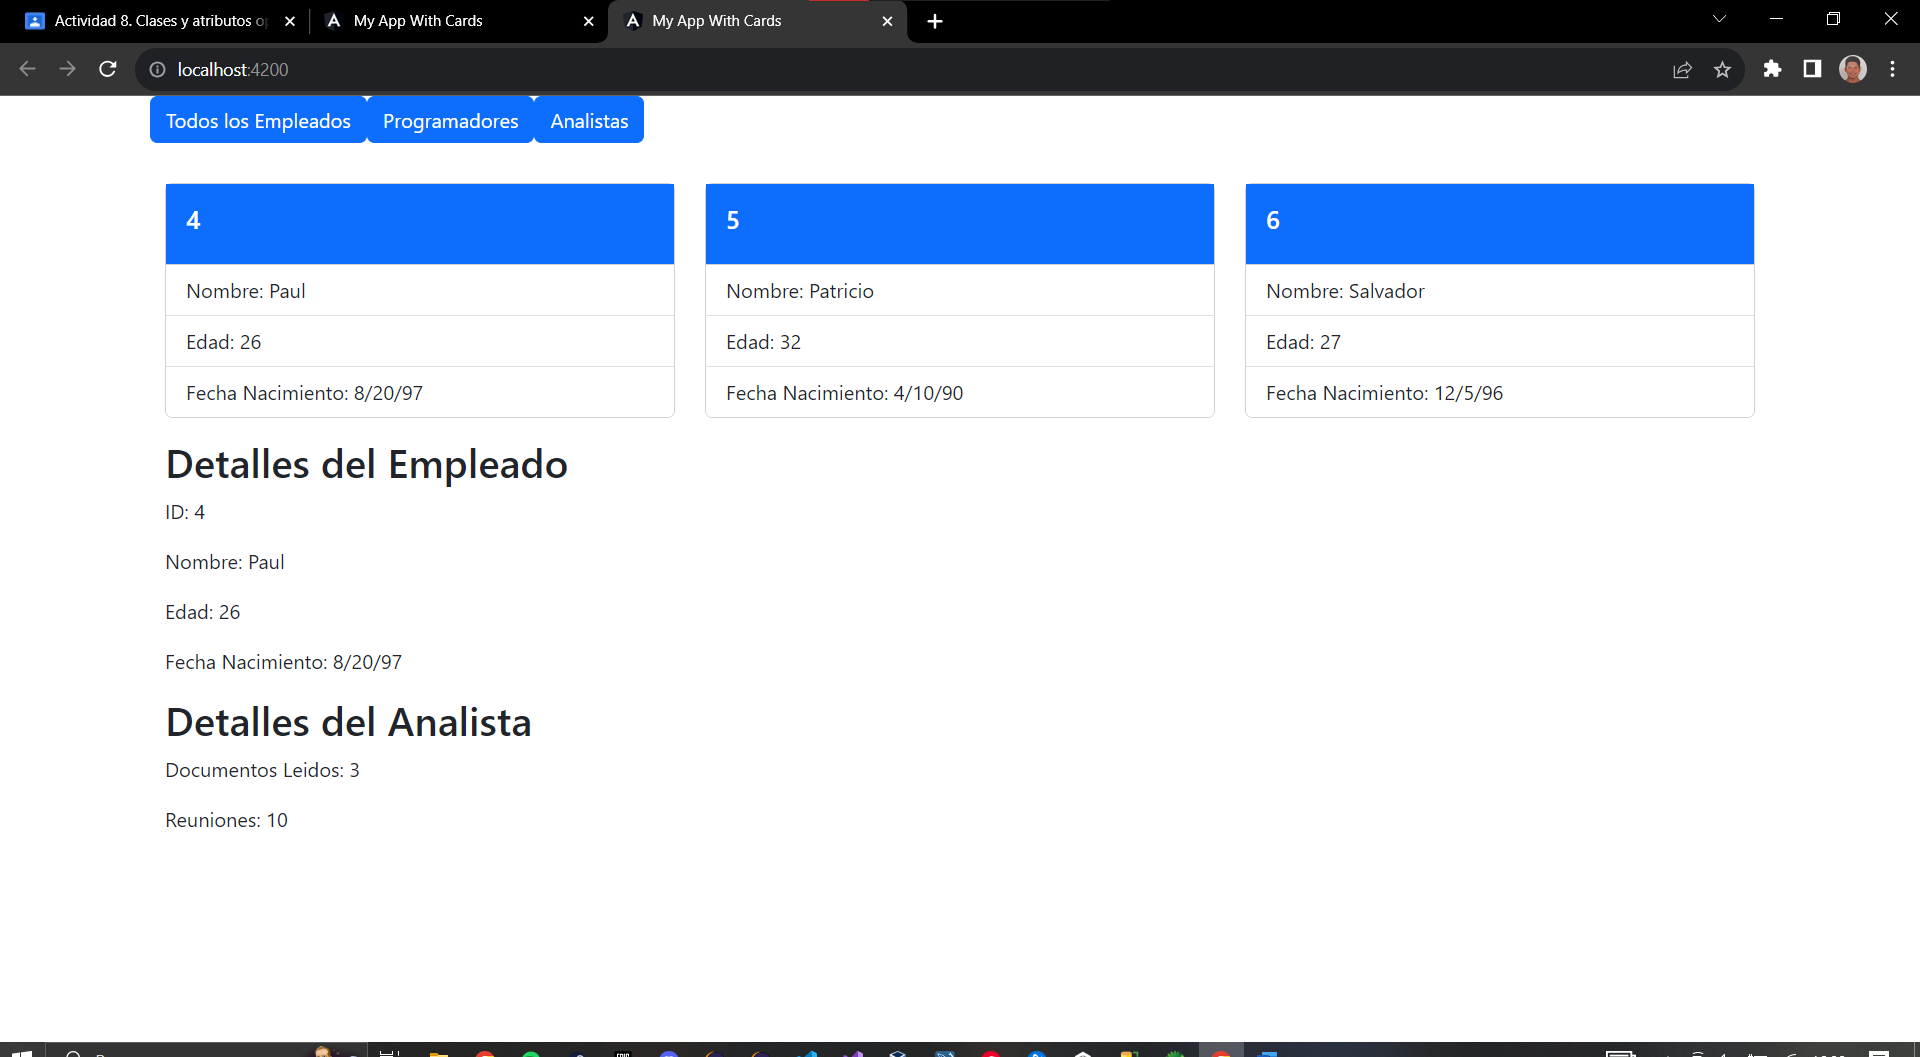 Actividad 8. Clases y atributos op
My App With Cards
My App With Cards
localhost:4200
Todos los Empleados
Programadores
Analistas
4
Nombre: Paul
Edad: 26
Fecha Nacimiento: 8/20/97
5
Nombre: Patricio
Edad: 32
Fecha Nacimiento: 4/10/90
6
Nombre: Salvador
Edad: 27
Fecha Nacimiento: 12/5/96
Detalles del Empleado
ID: 4
Nombre: Paul
Edad: 26
Fecha Nacimiento: 8/20/97
Detalles del Analista
Documentos Leidos: 3
Reuniones: 10